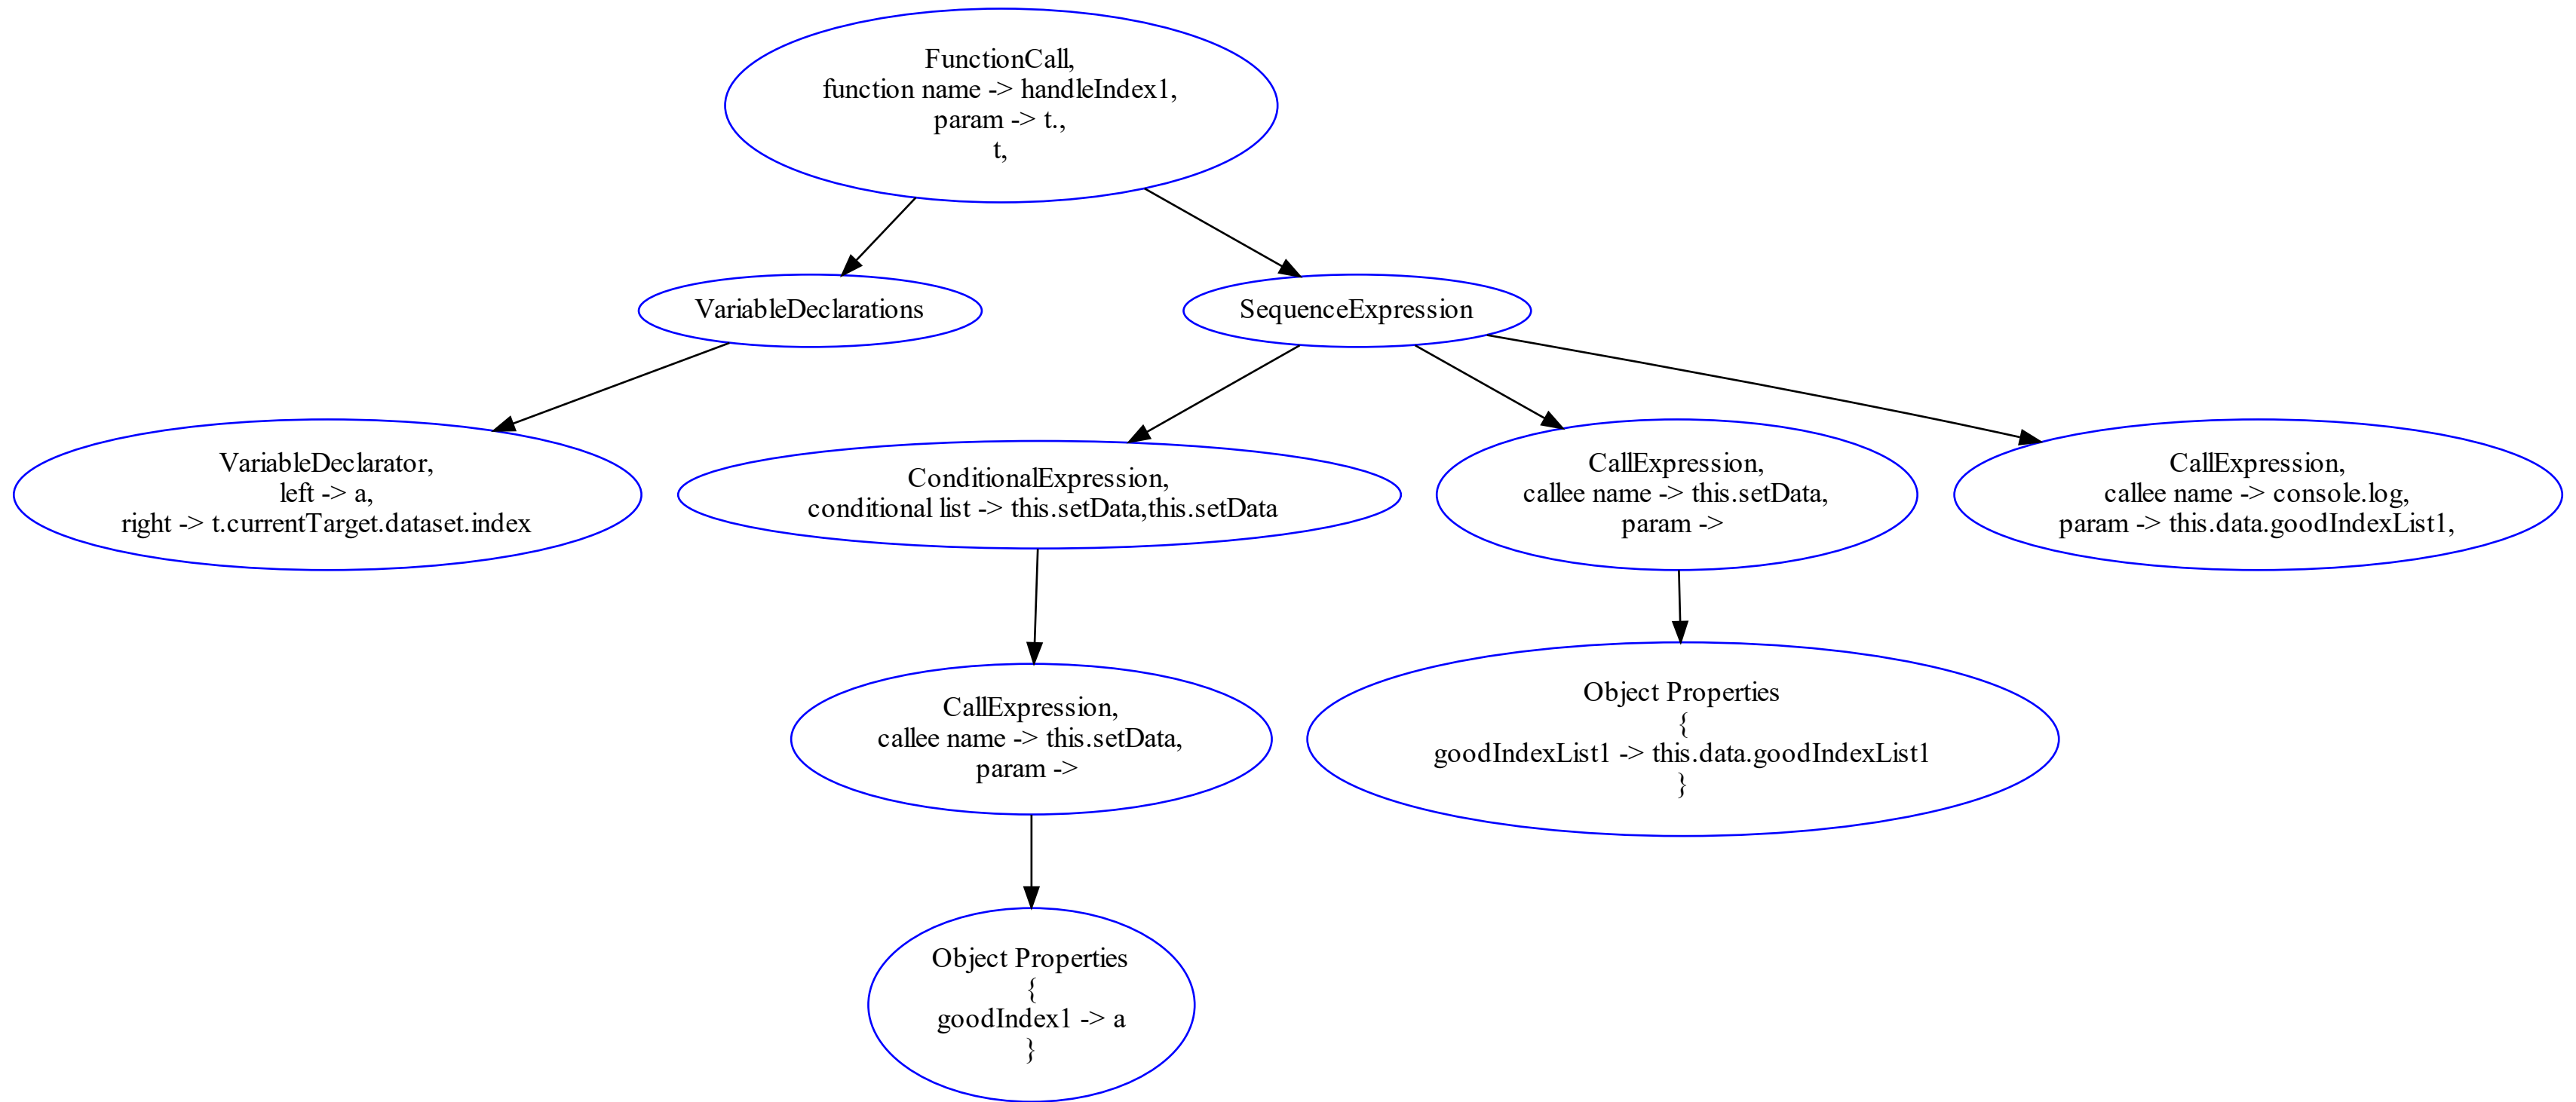 FunctionCall,
function name -> handleIndex1,
param -> t.,
t,
VariableDeclarations
SequenceExpression
VariableDeclarator,
left -> a,
right -> t.currentTarget.dataset.index
ConditionalExpression,
conditional list -> this.setData,this.setData
CallExpression,
callee name -> this.setData,
param ->
CallExpression,
callee name -> console.log,
param -> this.data.goodIndexList1,
CallExpression,
callee name -> this.setData,
param ->
Object Properties
{
goodIndexList1 -> this.data.goodIndexList1
}
Object Properties
{
goodIndex1 -> a
}